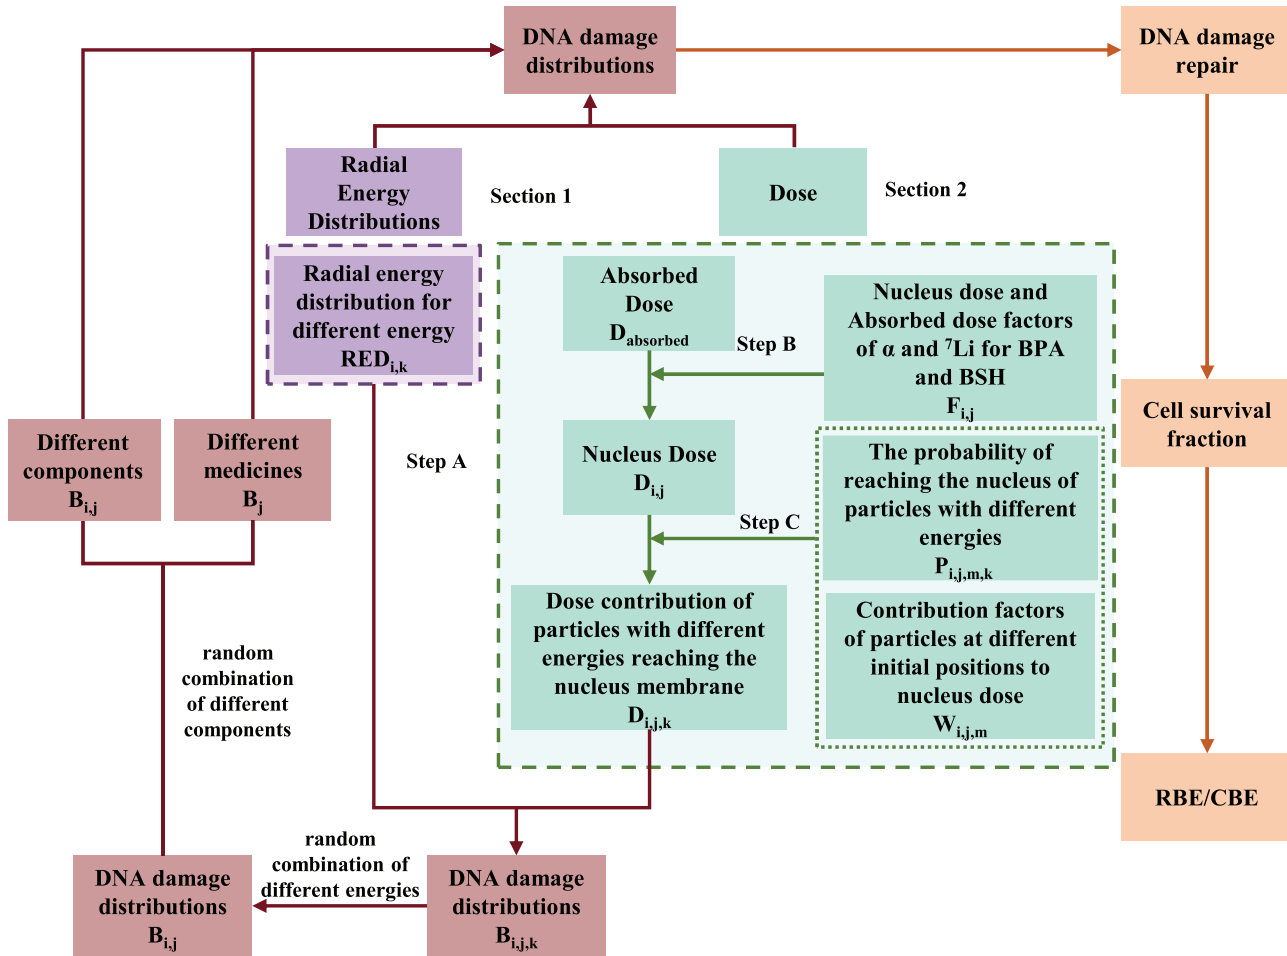 DNA damage
distributions
DNA damage
repair
Radial
Energy
Distributions
Section 1
Dose
Section 2
Radial energy
distribution for
different energy
RED_{i,k}
Absorbed
Dose
D_{absorbed}
Step B
Nucleus dose and
Absorbed dose factors
of α and ⁷Li for BPA
and BSH
F_{i,j}
Different
components
B_{i,j}
Different
medicines
B_j
Step A
Nucleus Dose
D_{i,j}
Step C
The probability of
reaching the nucleus of
particles with different
energies
P_{i,j,m,k}
Cell survival
fraction
Dose contribution of
particles with different
energies reaching the
nucleus membrane
D_{i,j,k}
Contribution factors
of particles at different
initial positions to
nucleus dose
W_{i,j,m}
random
combination
of different
components
RBE/CBE
DNA damage
distributions
B_{i,j}
random
combination of
different energies
DNA damage
distributions
B_{i,j,k}